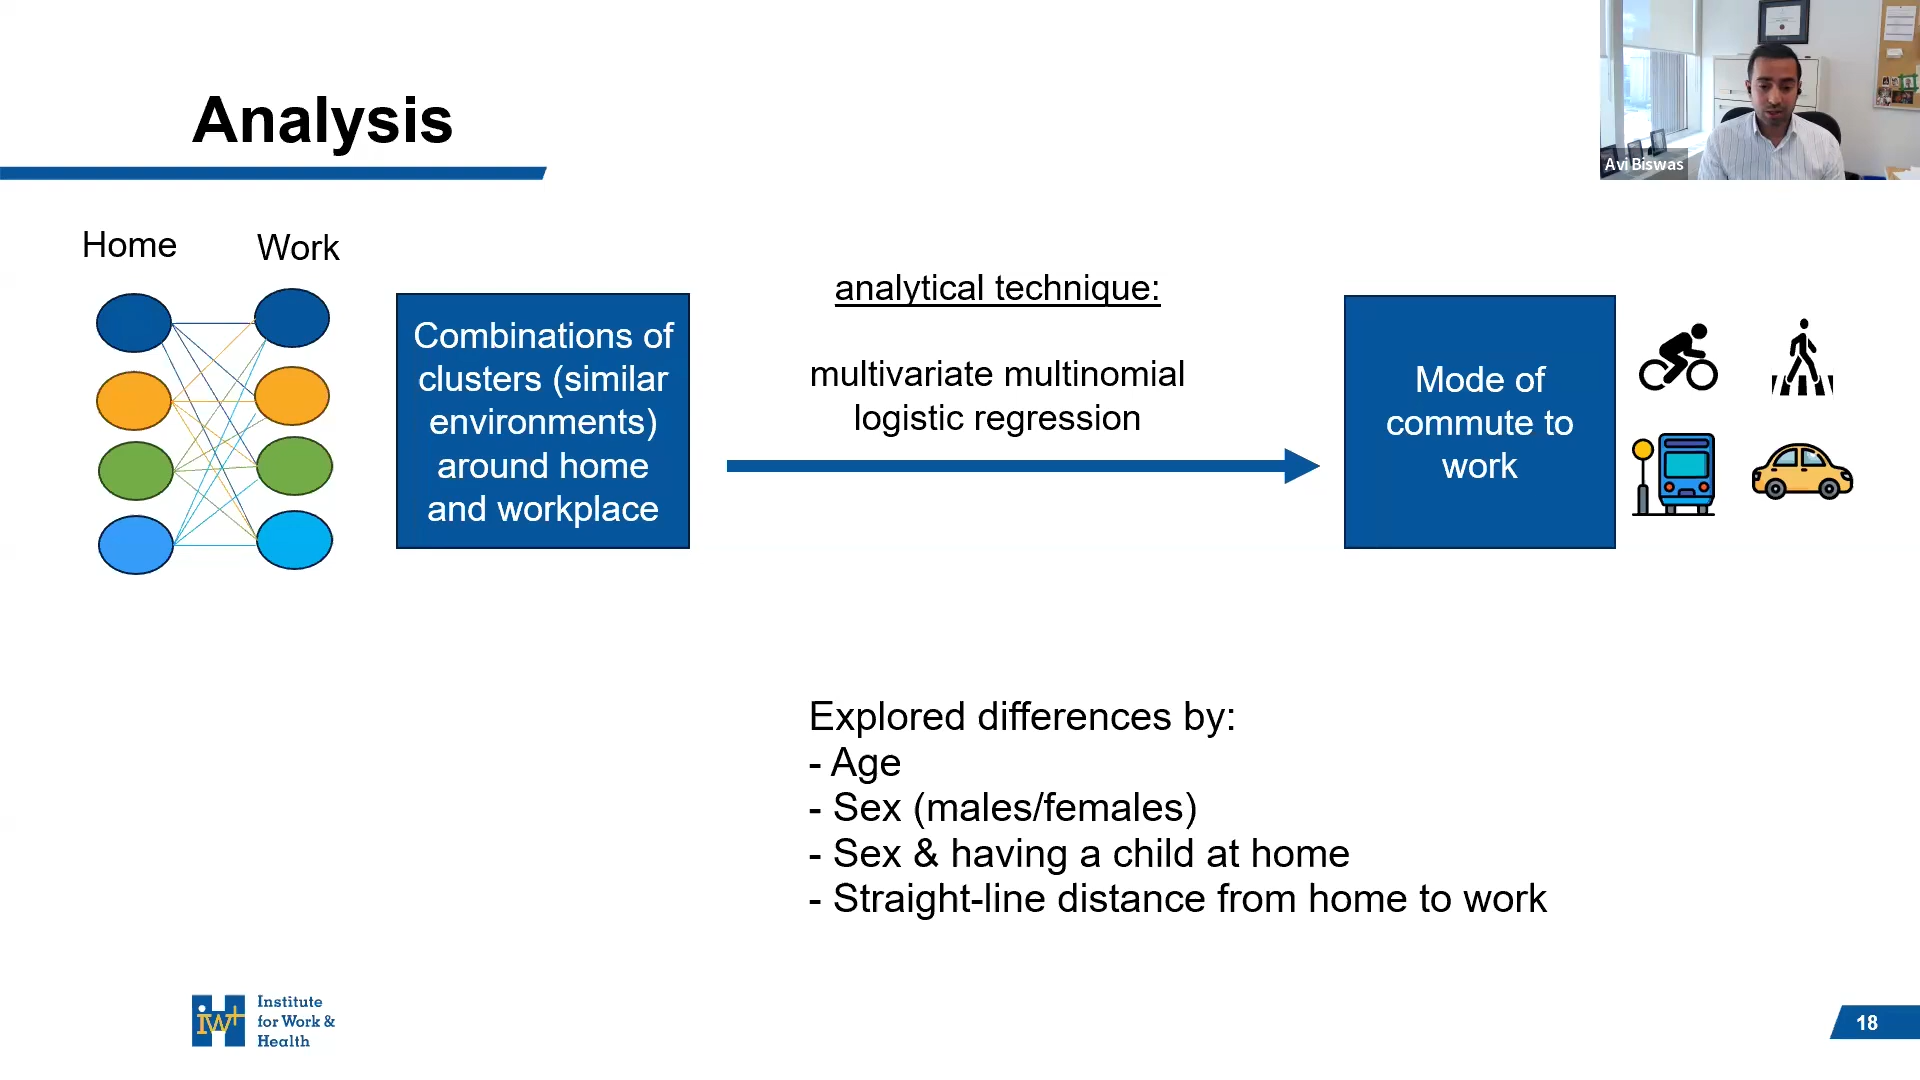 Analysis
Avi Biswas
Home
Work
Combinations of
clusters (similar
environments)
around home
and workplace
analytical technique:
multivariate multinomial
logistic regression
Mode of
commute to
work
Explored differences by:
- Age
- Sex (males/females)
- Sex & having a child at home
- Straight-line distance from home to work
iw+
Institute
for Work &
Health
18